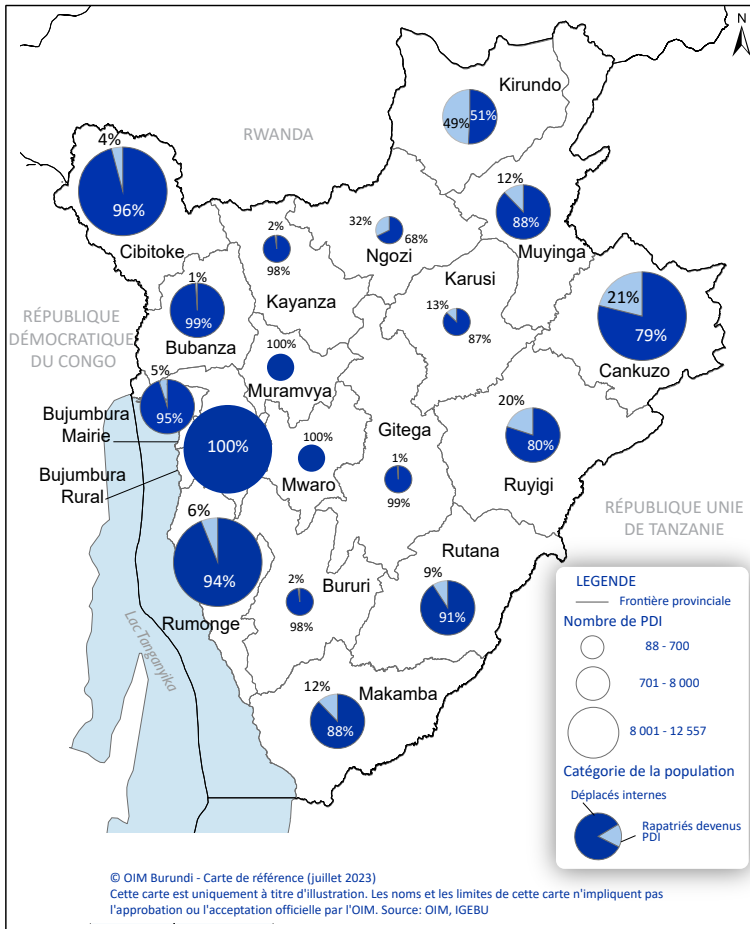 N
Kirundo
49%
51%
RWANDA
4%
96%
Cibitoke
12%
88%
Muyinga
32%
68%
Ngozi
2%
98%
Kayanza
Karusi
13%
87%
1%
99%
Bubanza
21%
79%
Cankuzo
RÉPUBLIQUE
DÉMOCRATIQUE
DU CONGO
100%
Muramvya
5%
95%
Bujumbura
Mairie
100%
Bujumbura
Rural
100%
Mwaro
Gitega
1%
99%
20%
80%
Ruyigi
RÉPUBLIQUE UNIE
DE TANZANIE
6%
94%
Rumonge
2%
98%
Bururi
Rutana
9%
91%
Lac Tanganyika
12%
88%
Makamba
LEGENDE
Frontière provinciale
Nombre de PDI
88 - 700
701 - 8 000
8 001 - 12 557
Catégorie de la population
Déplacés internes
Rapatriés devenus
PDI
© OIM Burundi - Carte de référence (juillet 2023)
Cette carte est uniquement à titre d'illustration. Les noms et les limites de cette carte n'impliquent pas
l'approbation ou l'acceptation officielle par l'OIM. Source: OIM, IGEBU